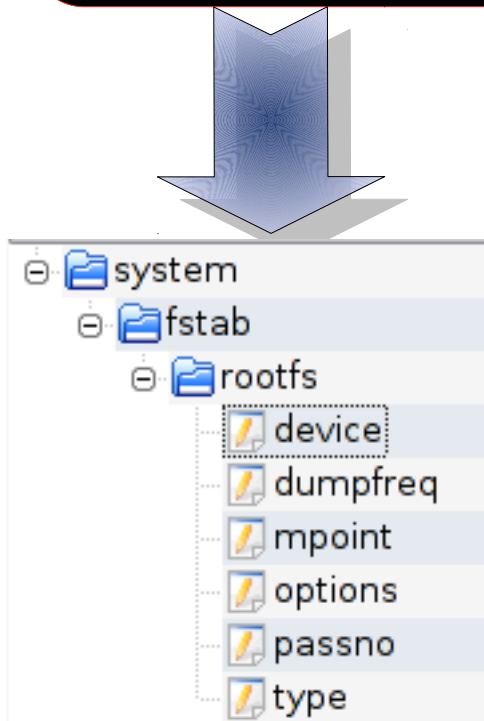 system
fstab
rootfs
device
dumpfreq
mpoint
options
passno
type